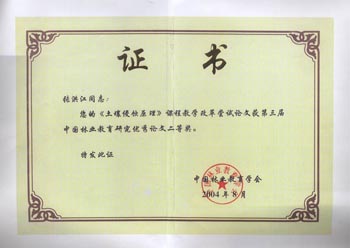 证书
张洪江同志：
您的《土壤侵蚀原理》课程教学改革尝试论文获第三届
中国林业教育研究优秀论文二等奖。
特发此证
中国林业教育学会
2004年8月